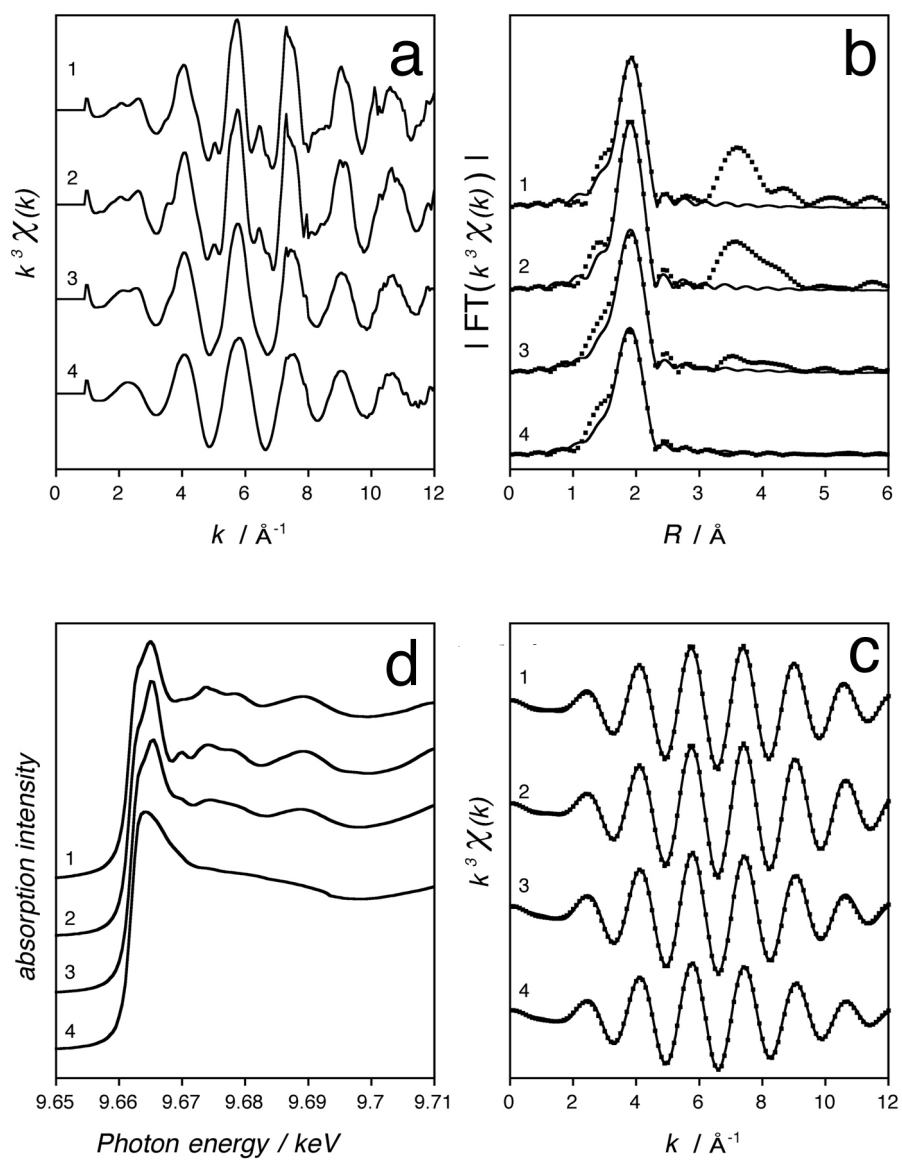 a
1
2
3
4
k³ χ(k)
0 2 4 6 8 10 12
k / Å⁻¹
b
1
2
3
4
| FT( k³ χ(k) ) |
0 1 2 3 4 5 6
R / Å
d
1
2
3
4
absorption intensity
9.65 9.66 9.67 9.68 9.69 9.7 9.71
Photon energy / keV
c
1
2
3
4
k³ χ(k)
0 2 4 6 8 10 12
k / Å⁻¹